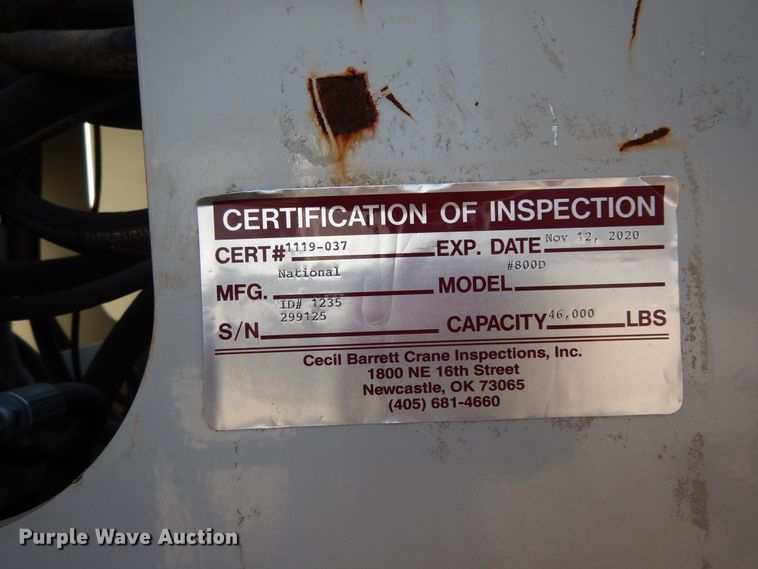 CERTIFICATION OF INSPECTION
CERT# 1119-037 EXP. DATE Nov 12, 2020
MFG. National MODEL #800D
ID# 1235
S/N 299125 CAPACITY 46,000 LBS
Cecil Barrett Crane Inspections, Inc.
1800 NE 16th Street
Newcastle, OK 73065
(405) 681-4660
Purple Wave Auction